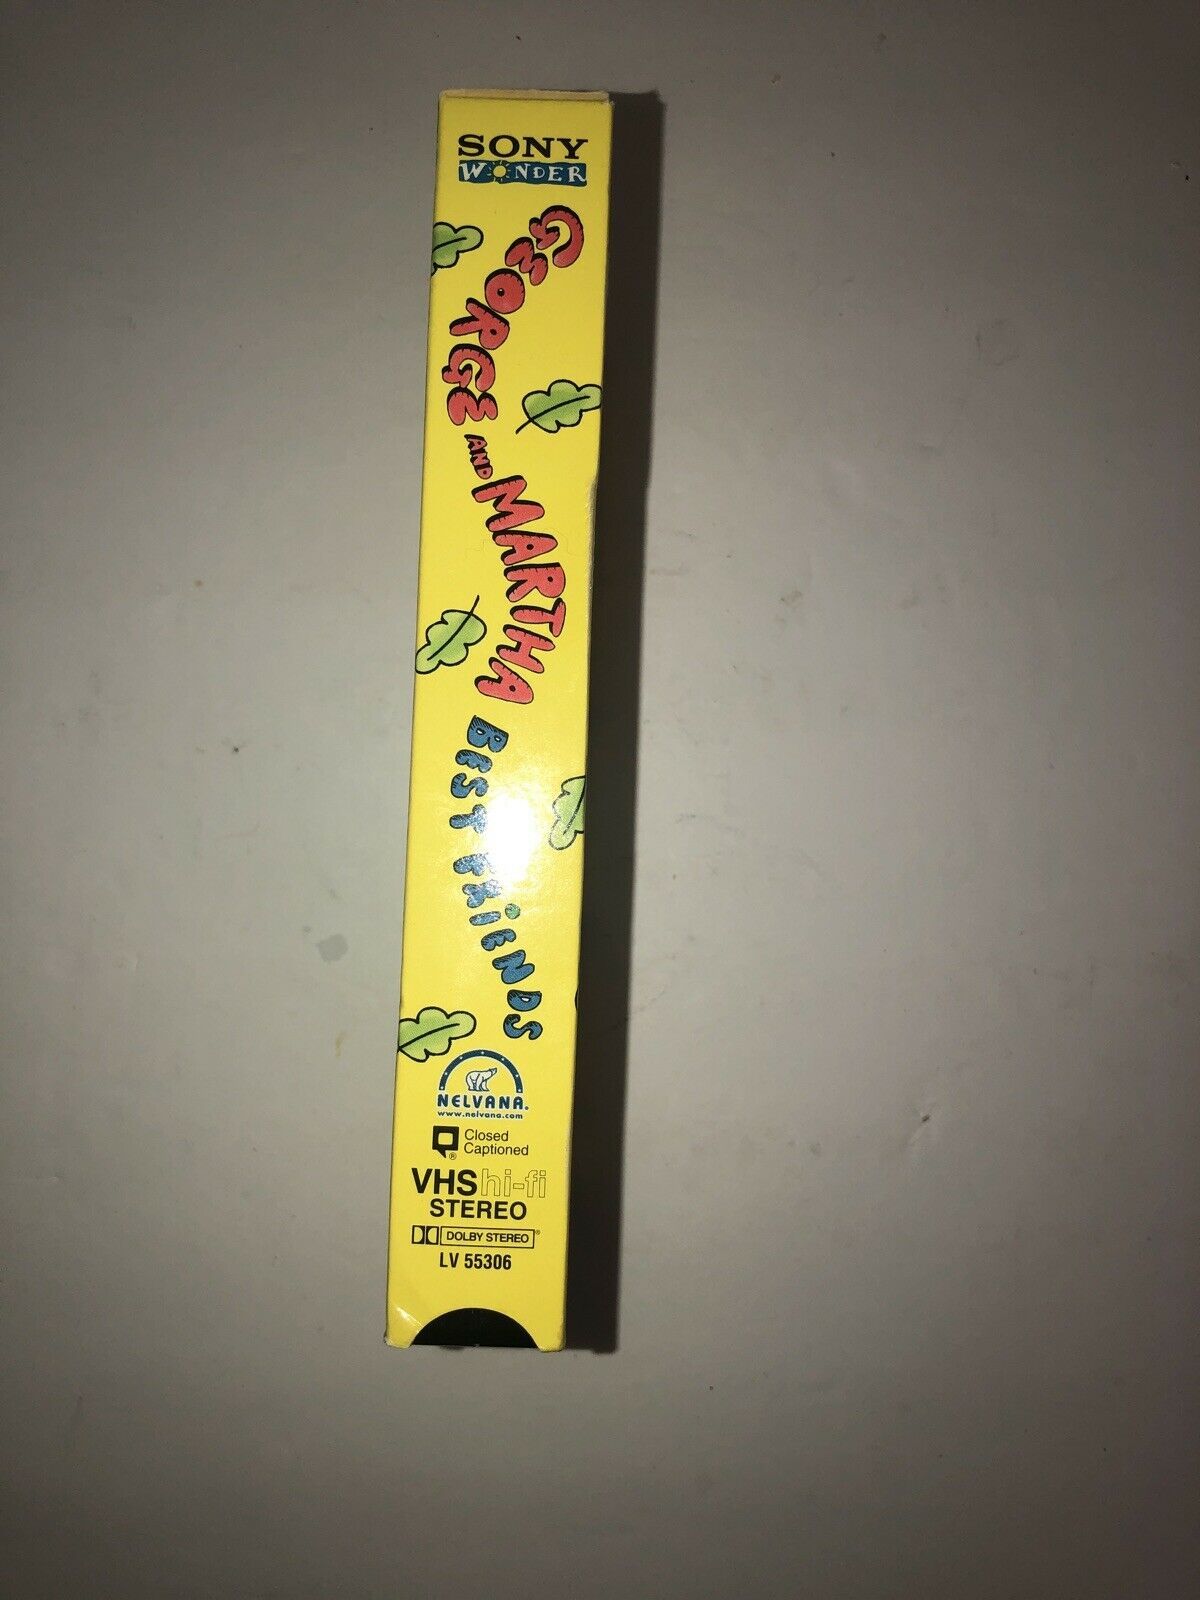 SONY
WONDER
GEORGE AND MARTHA
BEST FRIENDS
NELVANA®
www.nelvana.com
Closed
Captioned
®
VHS hi-fi
STEREO
DOLBY STEREO®
LV 55306